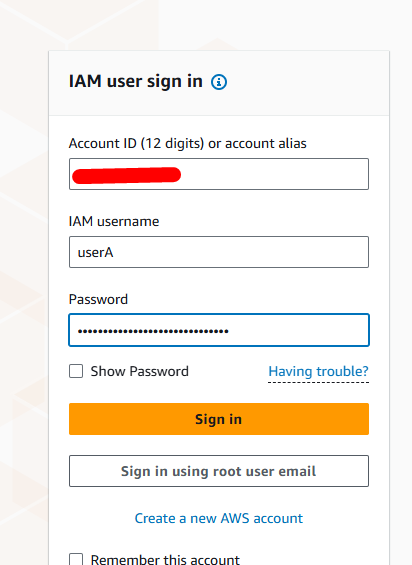 IAM user sign in
Account ID (12 digits) or account alias
IAM username
userA
Password
••••••••••••••••••••••••••••••
Show Password
Having trouble?
Sign in
Sign in using root user email
Create a new AWS account
Remember this account